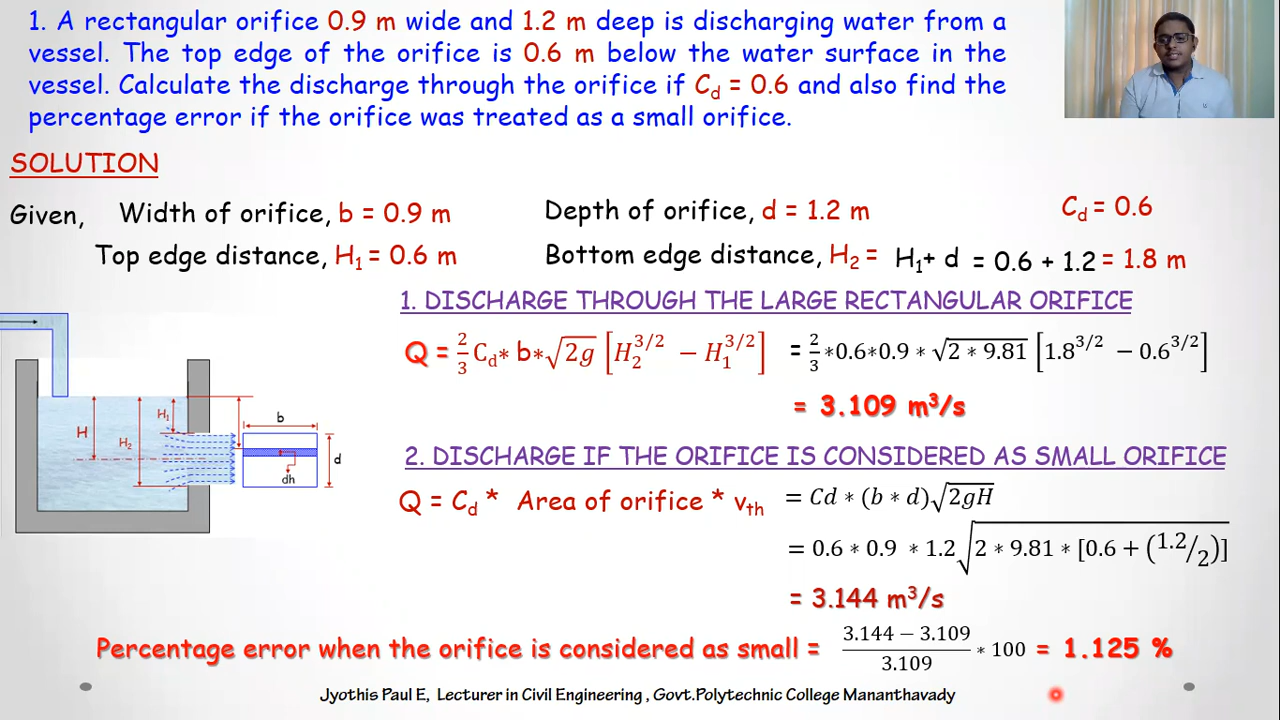 1. A rectangular orifice 0.9 m wide and 1.2 m deep is discharging water from a
vessel. The top edge of the orifice is 0.6 m below the water surface in the
vessel. Calculate the discharge through the orifice if Cd = 0.6 and also find the
percentage error if the orifice was treated as a small orifice.
SOLUTION
Given, Width of orifice, b = 0.9 m Depth of orifice, d = 1.2 m Cd = 0.6
Top edge distance, H₁ = 0.6 m Bottom edge distance, H₂ = H₁+ d = 0.6 + 1.2 = 1.8 m
1. DISCHARGE THROUGH THE LARGE RECTANGULAR ORIFICE
Q = 2/3 Cd* b*√2g [H₂^3/2 − H₁^3/2] = 2/3 *0.6*0.9 * √2 * 9.81 [1.8^3/2 − 0.6^3/2]
= 3.109 m³/s
H H₁ H₂ b d dh
2. DISCHARGE IF THE ORIFICE IS CONSIDERED AS SMALL ORIFICE
Q = Cd * Area of orifice * vth = Cd * (b * d)√2gH
= 0.6 * 0.9 * 1.2√2 * 9.81 * [0.6 + (1.2/2)]
= 3.144 m³/s
Percentage error when the orifice is considered as small = 3.144 − 3.109 / 3.109 * 100 = 1.125 %
Jyothis Paul E, Lecturer in Civil Engineering , Govt.Polytechnic College Mananthavady